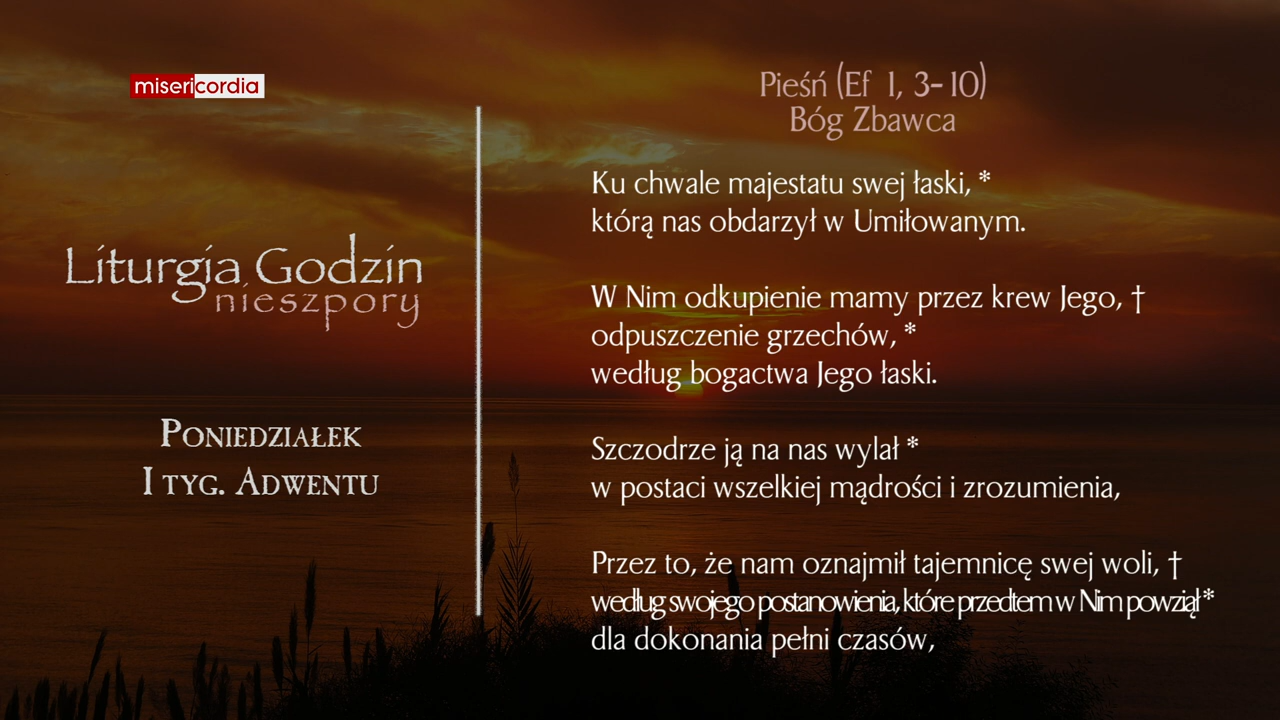 misericordia
Liturgia Godzin
nieszpory
Poniedziałek
I tyg. Adwentu
Pieśń (Ef 1, 3-10)
Bóg Zbawca
Ku chwale majestatu swej łaski, *
którą nas obdarzył w Umiłowanym.
W Nim odkupienie mamy przez krew Jego, †
odpuszczenie grzechów, *
według bogactwa Jego łaski.
Szczodrze ją na nas wylał *
w postaci wszelkiej mądrości i zrozumienia,
Przez to, że nam oznajmił tajemnicę swej woli, †
według swojego postanowienia, które przedtem w Nim powziął *
dla dokonania pełni czasów,